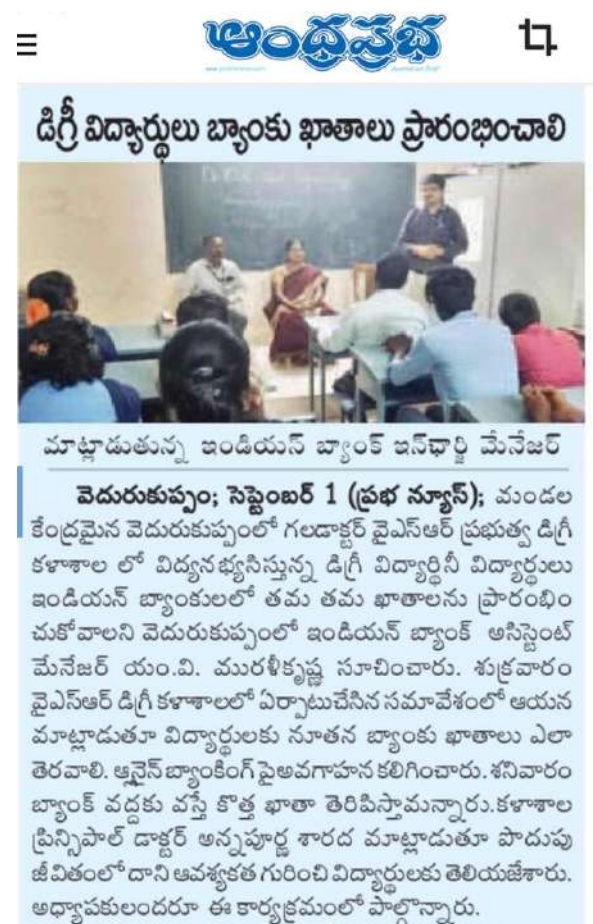 ఆంధ్రప్రభ
డిగ్రీ విద్యార్థులు బ్యాంకు ఖాతాలు ప్రారంభించాలి
మాట్లాడుతున్న ఇండియన్ బ్యాంక్ ఇన్‌ఛార్జి మేనేజర్
వెదురుకుప్పం; సెప్టెంబర్ 1 (ప్రభ న్యూస్); మండల
కేంద్రమైన వెదురుకుప్పంలో గలడాక్టర్ వైఎస్ఆర్ ప్రభుత్వ డిగ్రీ
కళాశాల లో విద్యనభ్యసిస్తున్న డిగ్రీ విద్యార్థినీ విద్యార్థులు
ఇండియన్ బ్యాంకులలో తమ తమ ఖాతాలను ప్రారంభిం
చుకోవాలని వెదురుకుప్పంలో ఇండియన్ బ్యాంక్ అసిస్టెంట్
మేనేజర్ యం.వి. మురళీకృష్ణ సూచించారు. శుక్రవారం
వైఎస్ఆర్ డిగ్రీ కళాశాలలో ఏర్పాటుచేసిన సమావేశంలో ఆయన
మాట్లాడుతూ విద్యార్థులకు నూతన బ్యాంకు ఖాతాలు ఎలా
తెరవాలి. ఆన్లైన్ బ్యాంకింగ్ పై అవగాహన కలిగించారు. శనివారం
బ్యాంక్ వద్దకు వస్తే కొత్త ఖాతా తెరిపిస్తామన్నారు.కళాశాల
ప్రిన్సిపాల్ డాక్టర్ అన్నపూర్ణ శారద మాట్లాడుతూ పొదుపు
జీవితంలో దాని ఆవశ్యకత గురించి విద్యార్థులకు తెలియజేశారు.
అధ్యాపకులందరూ ఈ కార్యక్రమంలో పాల్గొన్నారు.